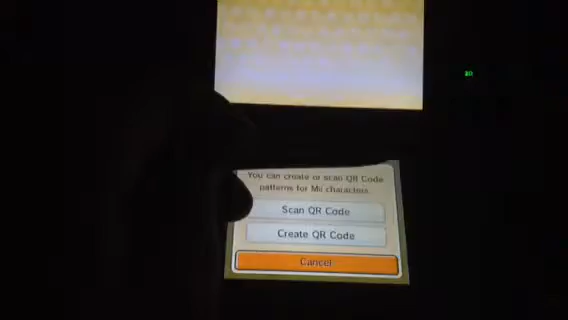 You can create or scan QR Code
patterns for Mii characters.
Scan QR Code
Create QR Code
Cancel